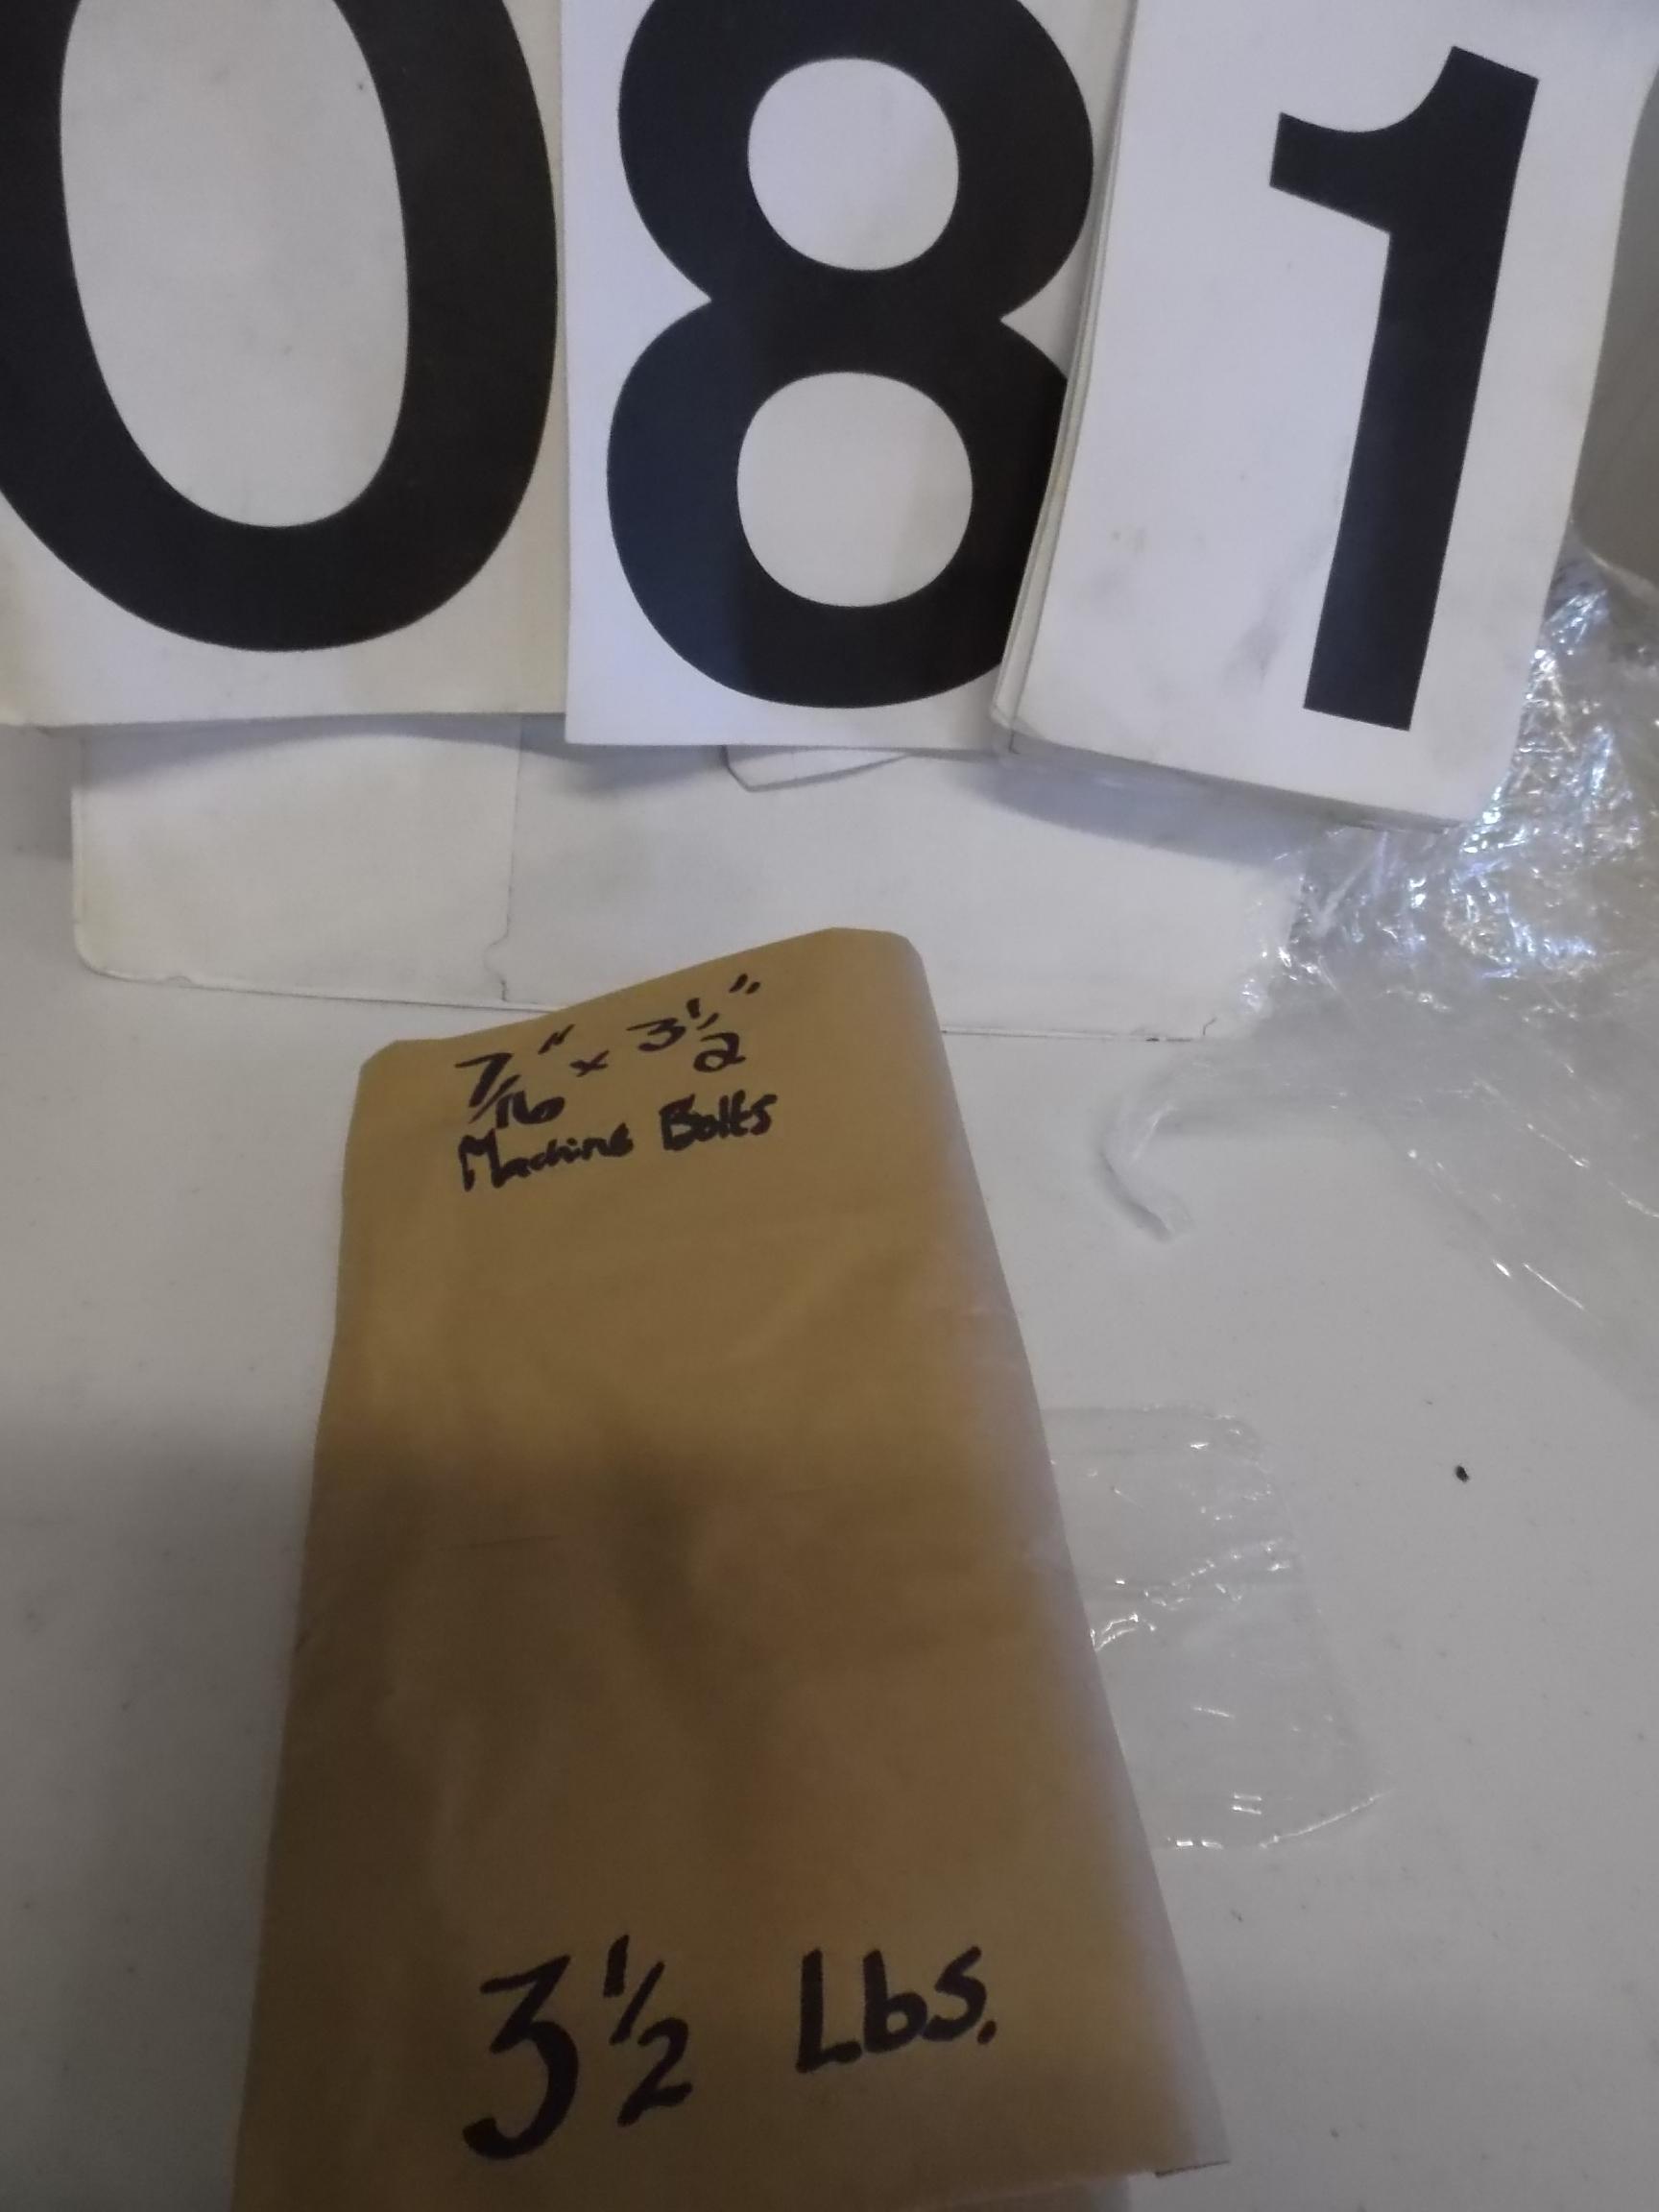 081
7/16" x 3 1/2"
Machine Bolts
3 1/2 Lbs.